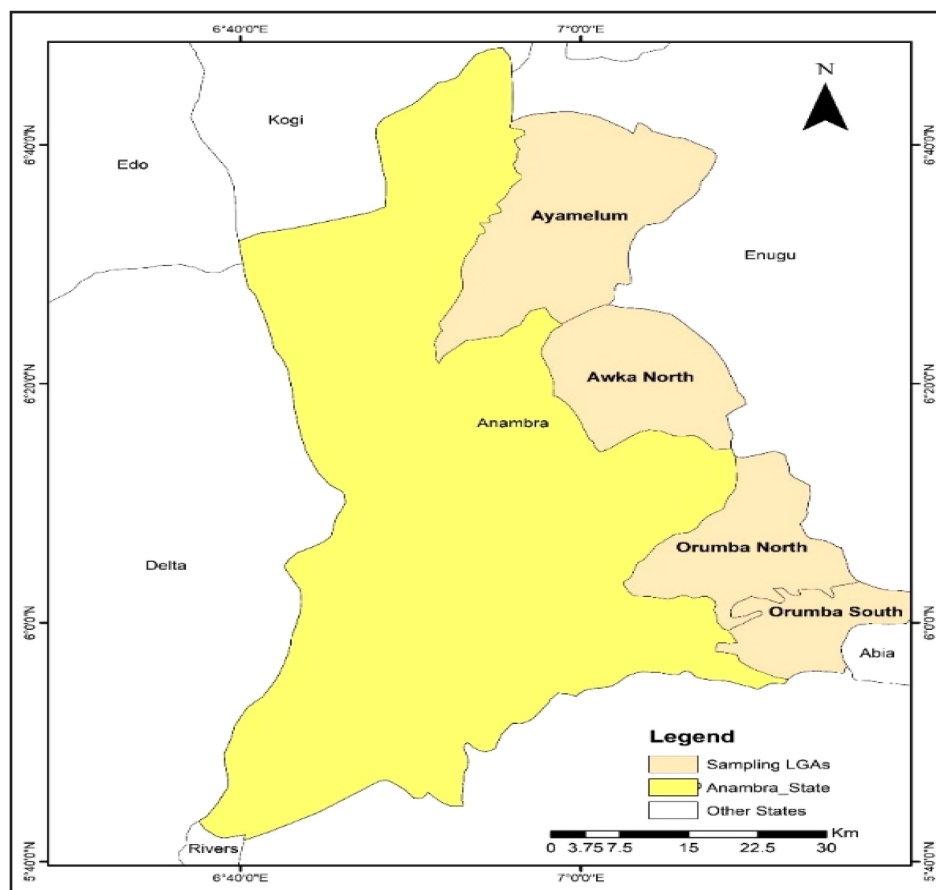 6°40'0"E
7°0'0"E
N
Kogi
Edo
6°40'0"N
6°40'0"N
Ayamelum
Enugu
6°20'0"N
6°20'0"N
Awka North
Anambra
Orumba North
Delta
Orumba South
6°0'0"N
6°0'0"N
Abia
Legend
Sampling LGAs
Anambra_State
Other States
Km
0 3.75 7.5 15 22.5 30
Rivers
5°40'0"N
5°40'0"N
6°40'0"E
7°0'0"E